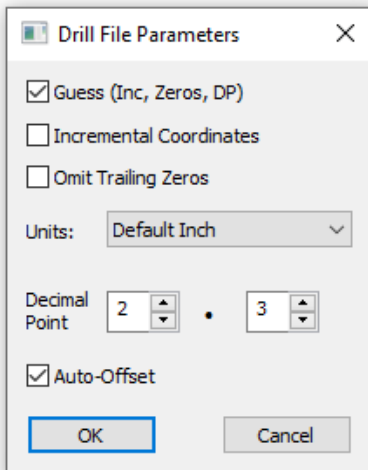 Drill File Parameters
Guess (Inc, Zeros, DP)
Incremental Coordinates
Omit Trailing Zeros
Units: Default Inch
Decimal
Point 2 . 3
Auto-Offset
OK Cancel